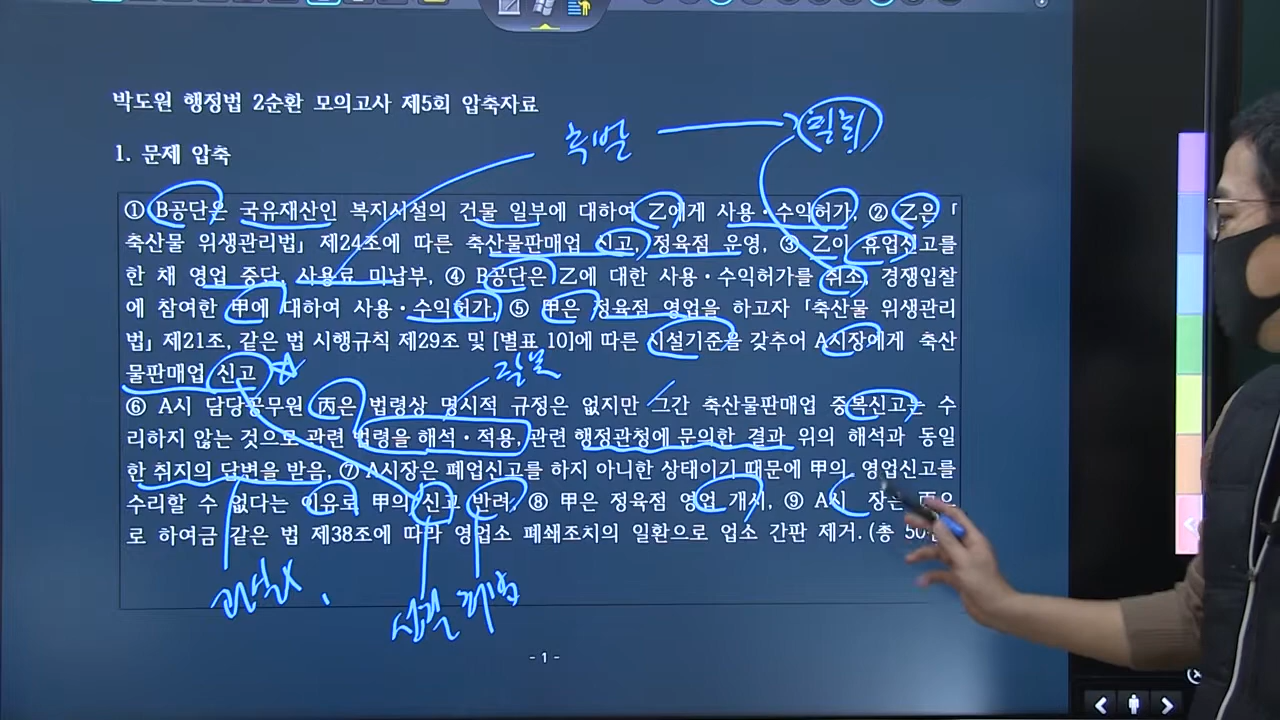 박도원 행정법 2순환 모의고사 제5회 압축자료
1. 문제 압축
① B공단은 국유재산인 복지시설의 건물 일부에 대하여 乙에게 사용·수익허가, ② 乙은 「
축산물 위생관리법」 제24조에 따른 축산물판매업 신고, 정육점 운영, ③ 乙이 휴업신고를
한 채 영업 중단, 사용료 미납부, ④ B공단은 乙에 대한 사용·수익허가를 취소, 경쟁입찰
에 참여한 甲에 대하여 사용·수익허가, ⑤ 甲은 정육점 영업을 하고자 「축산물 위생관리
법」 제21조, 같은 법 시행규칙 제29조 및 [별표 10]에 따른 시설기준을 갖추어 A시장에게 축산
물판매업 신고
⑥ A시 담당공무원 丙은 법령상 명시적 규정은 없지만 그간 축산물판매업 중복신고는 수
리하지 않는 것으로 관련 법령을 해석·적용, 관련 행정관청에 문의한 결과 위의 해석과 동일
한 취지의 답변을 받음, ⑦ A시장은 폐업신고를 하지 아니한 상태이기 때문에 甲의 영업신고를
수리할 수 없다는 이유로 甲의 신고 반려, ⑧ 甲은 정육점 영업 개시, ⑨ A시장은 丙으
로 하여금 같은 법 제38조에 따라 영업소 폐쇄조치의 일환으로 업소 간판 제거. (총 50
과실X
- 1 -